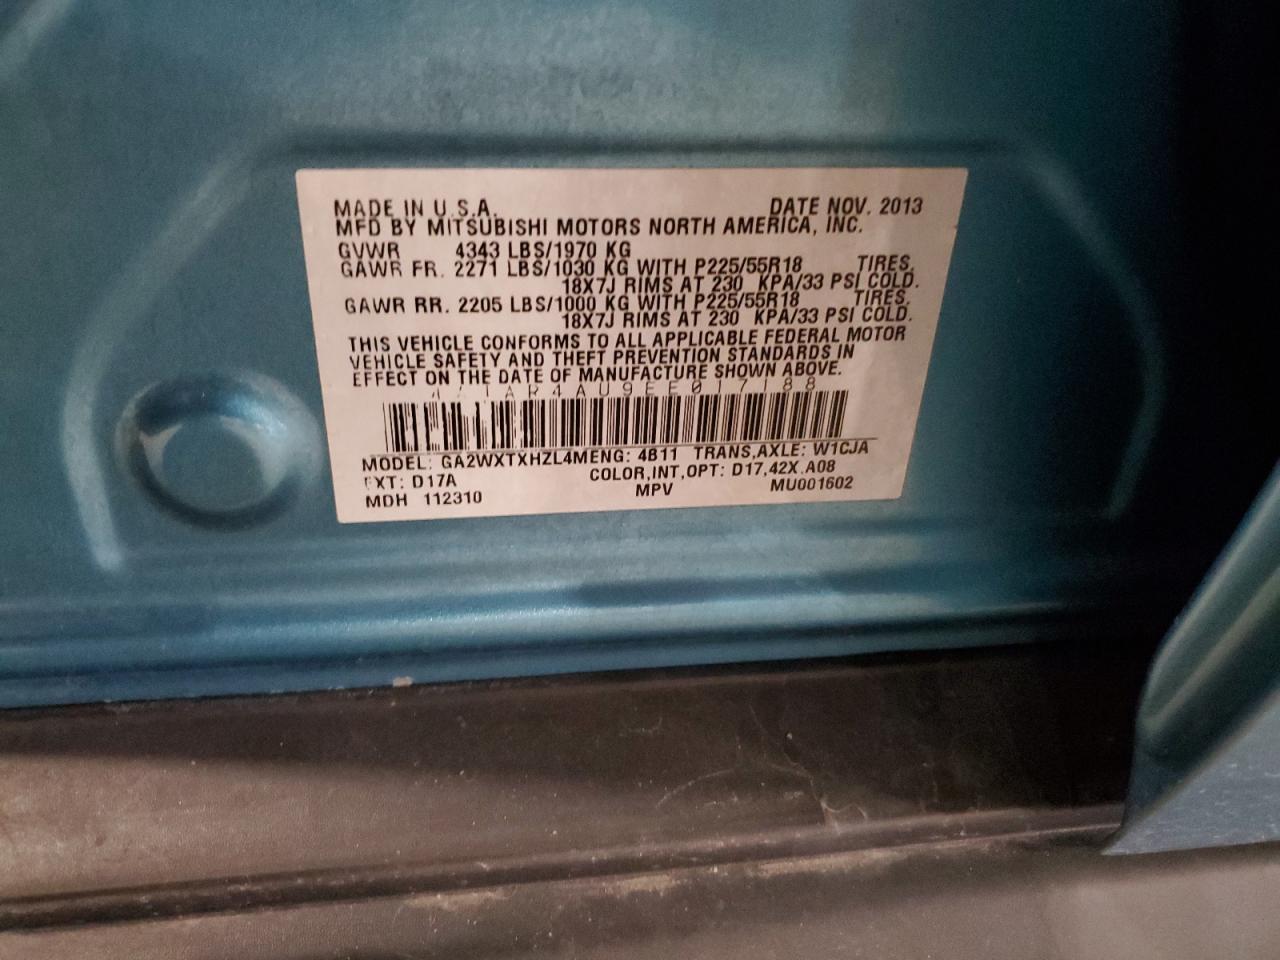 MADE IN U.S.A. DATE NOV. 2013
MFD BY MITSUBISHI MOTORS NORTH AMERICA, INC.
GVWR 4343 LBS/1970 KG
GAWR FR. 2271 LBS/1030 KG WITH P225/55R18 TIRES,
18X7J RIMS AT 230 KPA/33 PSI COLD.
GAWR RR. 2205 LBS/1000 KG WITH P225/55R18 TIRES,
18X7J RIMS AT 230 KPA/33 PSI COLD.
THIS VEHICLE CONFORMS TO ALL APPLICABLE FEDERAL MOTOR
VEHICLE SAFETY AND THEFT PREVENTION STANDARDS IN
EFFECT ON THE DATE OF MANUFACTURE SHOWN ABOVE.
MODEL: GA2WXTXHZL4M ENG: 4B11 TRANS,AXLE: W1CJA
EXT: D17A COLOR,INT,OPT: D17,42X,A08
MDH 112310 MPV MU001602